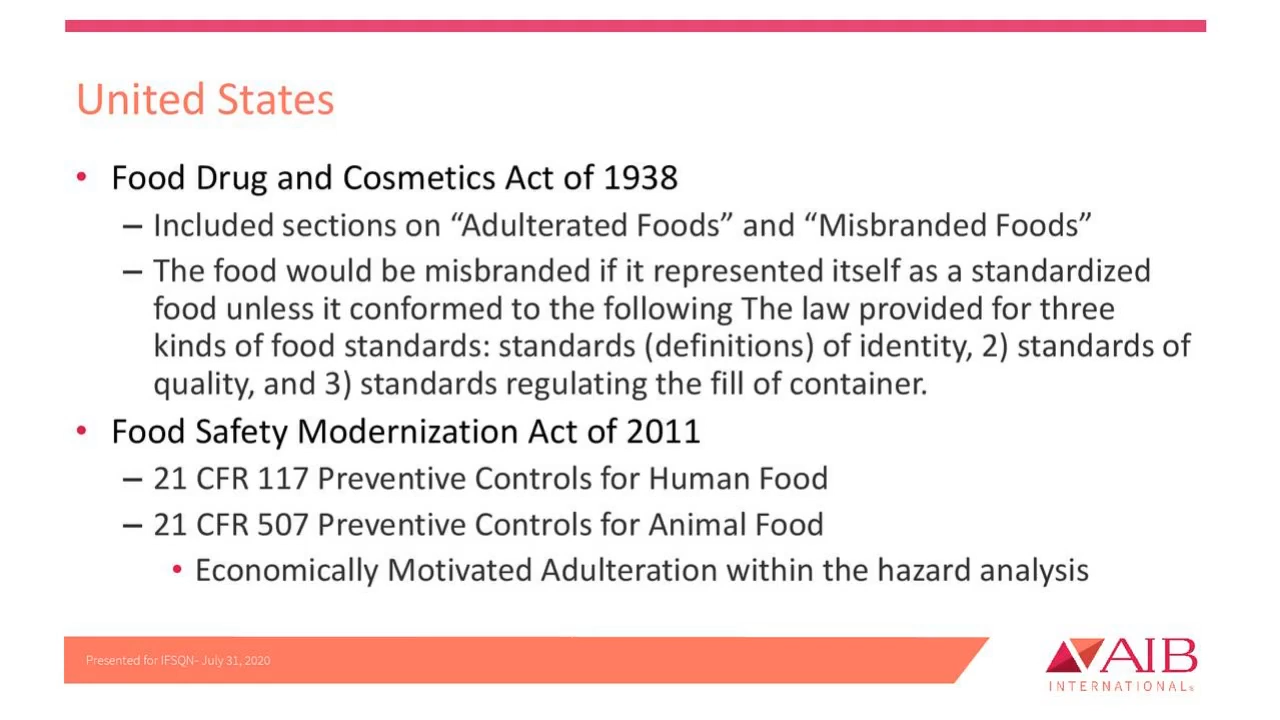 United States
• Food Drug and Cosmetics Act of 1938
– Included sections on “Adulterated Foods” and “Misbranded Foods”
– The food would be misbranded if it represented itself as a standardized
food unless it conformed to the following The law provided for three
kinds of food standards: standards (definitions) of identity, 2) standards of
quality, and 3) standards regulating the fill of container.
• Food Safety Modernization Act of 2011
– 21 CFR 117 Preventive Controls for Human Food
– 21 CFR 507 Preventive Controls for Animal Food
• Economically Motivated Adulteration within the hazard analysis
Presented for IFSQN- July 31, 2020
AIB
INTERNATIONAL®